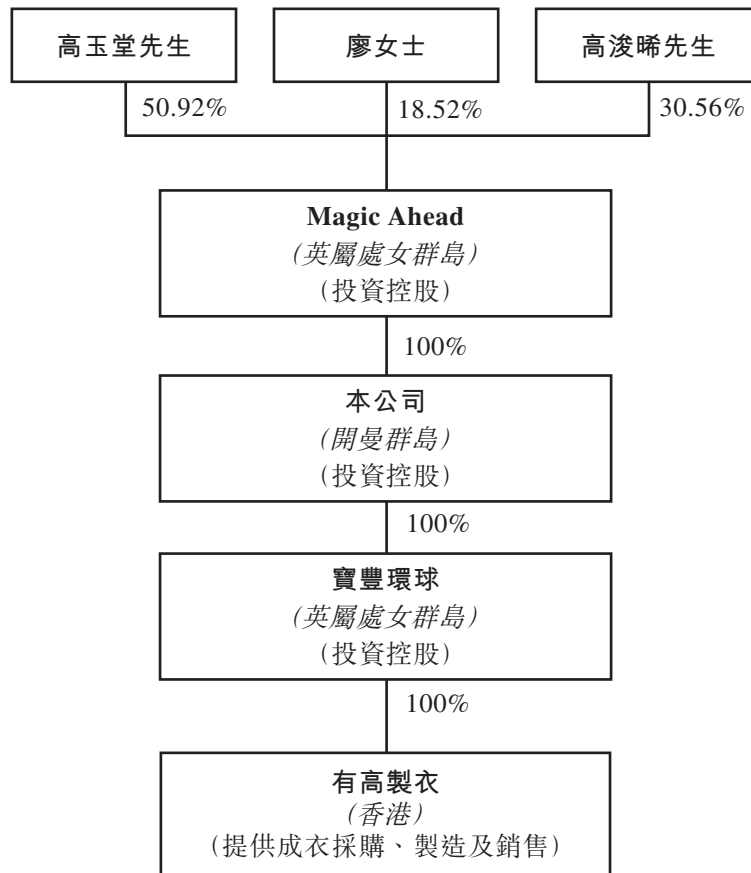 高玉堂先生
廖女士
高浚晞先生
50.92%
18.52%
30.56%
Magic Ahead
(英屬處女群島)
(投資控股)
100%
本公司
(開曼群島)
(投資控股)
100%
寶豐環球
(英屬處女群島)
(投資控股)
100%
有高製衣
(香港)
(提供成衣採購、製造及銷售)